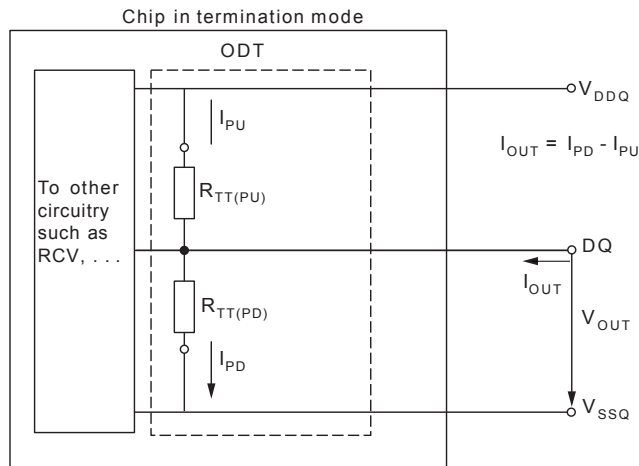 Chip in termination mode
ODT
V_DDQ
I_PU
I_OUT = I_PD - I_PU
To other
circuitry
such as
RCV, . . .
R_TT(PU)
DQ
I_OUT
R_TT(PD)
V_OUT
I_PD
V_SSQ